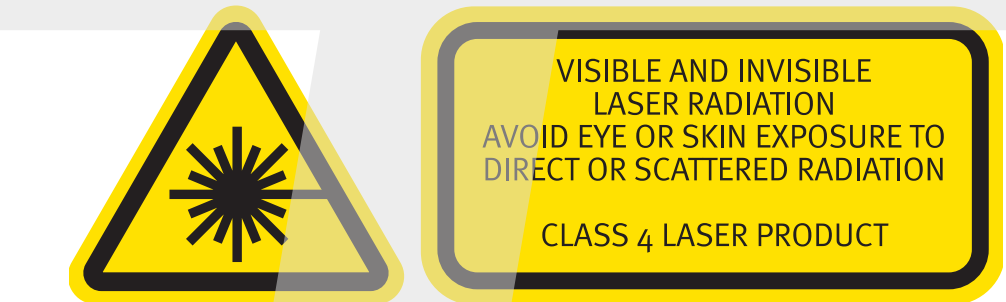 VISIBLE AND INVISIBLE
LASER RADIATION
AVOID EYE OR SKIN EXPOSURE TO
DIRECT OR SCATTERED RADIATION
CLASS 4 LASER PRODUCT